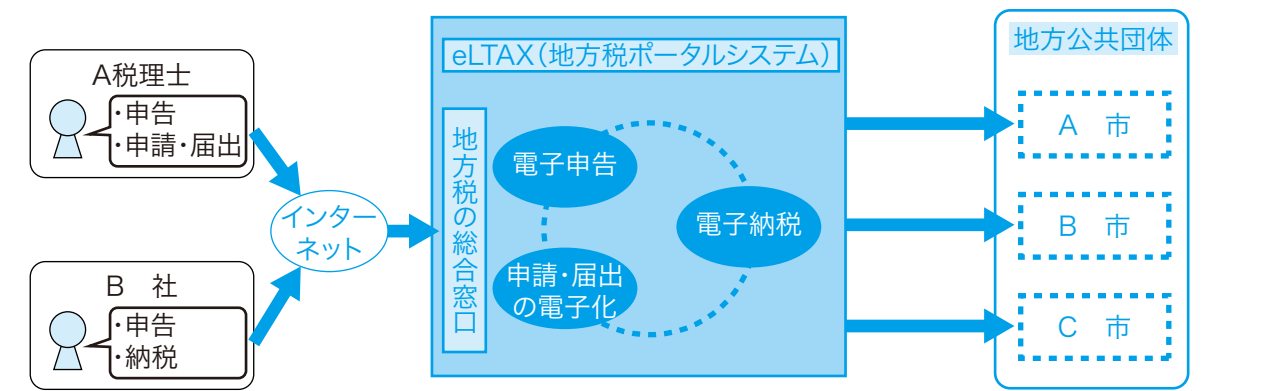 A税理士
・申告
・申請・届出
B 社
・申告
・納税
インター
ネット
eLTAX(地方税ポータルシステム)
地方税の総合窓口
電子申告
電子納税
申請・届出
の電子化
地方公共団体
A 市
B 市
C 市